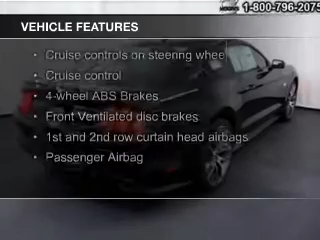 1-800-796-2075
VEHICLE FEATURES
• Cruise controls on steering wheel
• Cruise control
• 4-wheel ABS Brakes
• Front Ventilated disc brakes
• 1st and 2nd row curtain head airbags
• Passenger Airbag